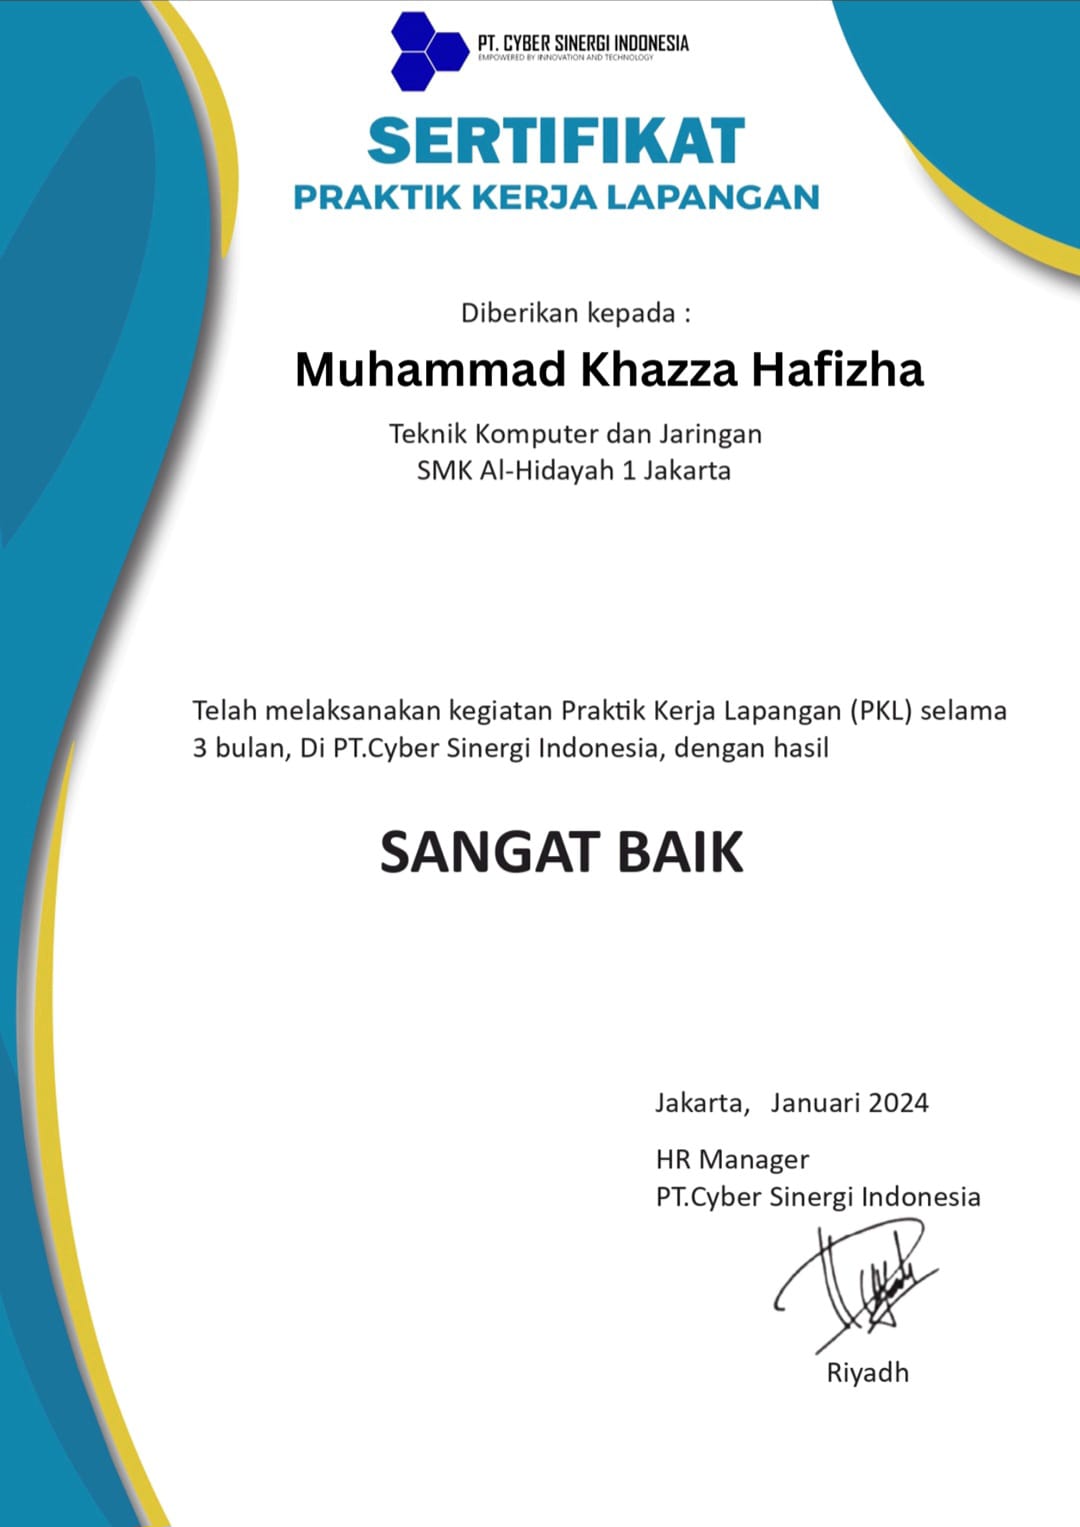 PT. CYBER SINERGI INDONESIA
EMPOWERED BY INNOVATION AND TECHNOLOGY
SERTIFIKAT
PRAKTIK KERJA LAPANGAN
Diberikan kepada :
Muhammad Khazza Hafizha
Teknik Komputer dan Jaringan
SMK Al-Hidayah 1 Jakarta
Telah melaksanakan kegiatan Praktik Kerja Lapangan (PKL) selama
3 bulan, Di PT.Cyber Sinergi Indonesia, dengan hasil
SANGAT BAIK
Jakarta,   Januari 2024
HR Manager
PT.Cyber Sinergi Indonesia
Riyadh